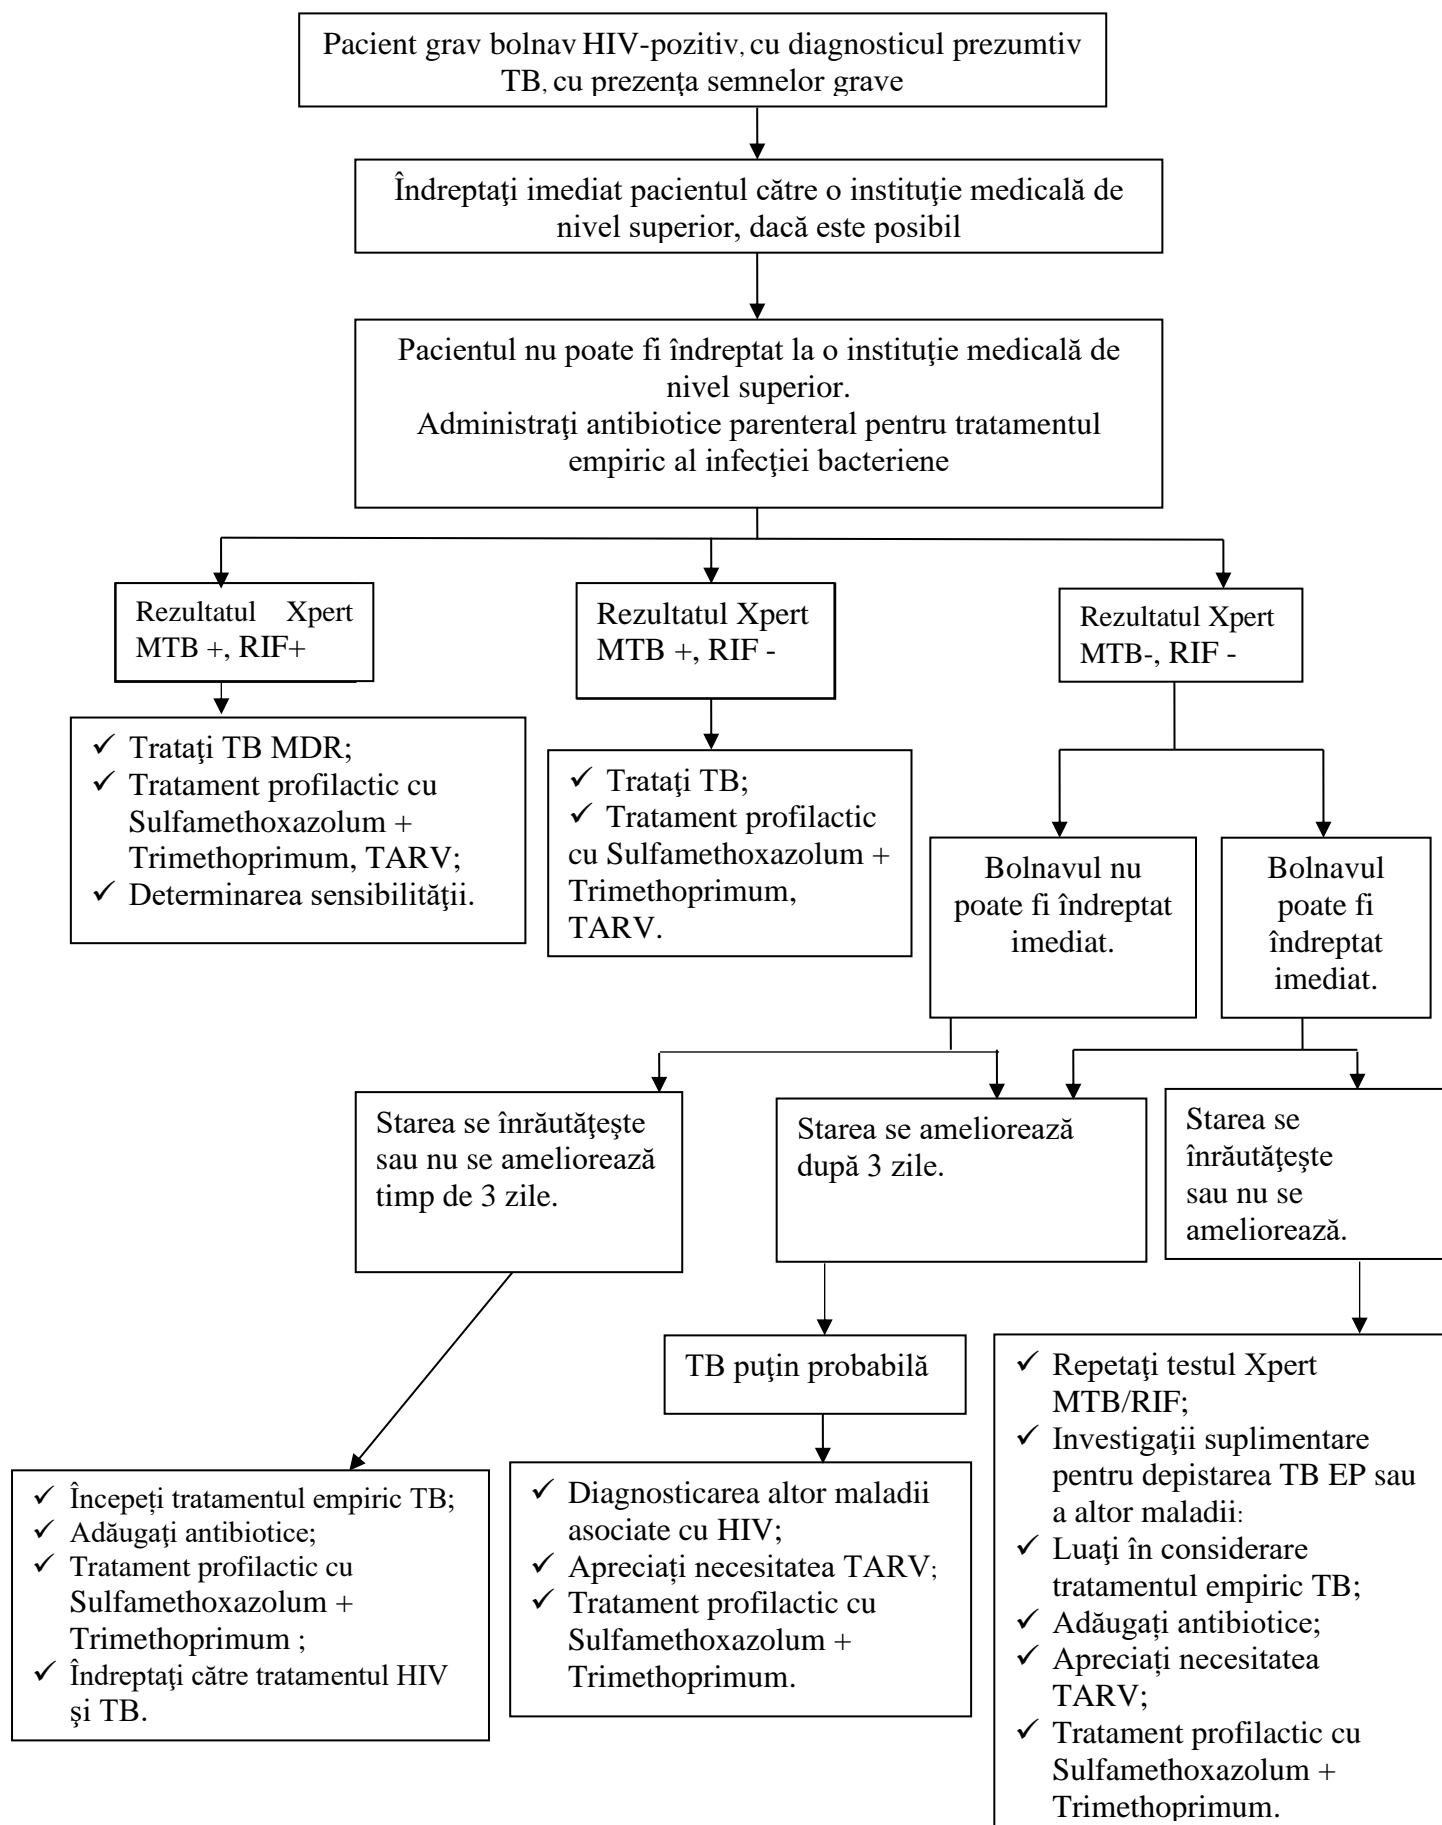 Pacient grav bolnav HIV-pozitiv, cu diagnosticul prezumtiv
TB, cu prezența semnelor grave
Îndreptaţi imediat pacientul către o instituţie medicală de
nivel superior, dacă este posibil
Pacientul nu poate fi îndreptat la o instituţie medicală de
nivel superior.
Administraţi antibiotice parenteral pentru tratamentul
empiric al infecţiei bacteriene
Rezultatul Xpert
MTB +, RIF+
Rezultatul Xpert
MTB +, RIF -
Rezultatul Xpert
MTB-, RIF -
✓ Trataţi TB MDR;
✓ Tratament profilactic cu
Sulfamethoxazolum +
Trimethoprimum, TARV;
✓ Determinarea sensibilităţii.
✓ Trataţi TB;
✓ Tratament profilactic
cu Sulfamethoxazolum +
Trimethoprimum,
TARV.
Bolnavul nu
poate fi îndreptat
imediat.
Bolnavul
poate fi
îndreptat
imediat.
Starea se înrăutăţeşte
sau nu se ameliorează
timp de 3 zile.
Starea se ameliorează
după 3 zile.
Starea se
înrăutăţeşte
sau nu se
ameliorează.
TB puţin probabilă
✓ Începeți tratamentul empiric TB;
✓ Adăugați antibiotice;
✓ Tratament profilactic cu
Sulfamethoxazolum +
Trimethoprimum ;
✓ Îndreptaţi către tratamentul HIV
şi TB.
✓ Diagnosticarea altor maladii
asociate cu HIV;
✓ Apreciați necesitatea TARV;
✓ Tratament profilactic cu
Sulfamethoxazolum +
Trimethoprimum.
✓ Repetaţi testul Xpert
MTB/RIF;
✓ Investigaţii suplimentare
pentru depistarea TB EP sau
a altor maladii:
✓ Luaţi în considerare
tratamentul empiric TB;
✓ Adăugați antibiotice;
✓ Apreciați necesitatea
TARV;
✓ Tratament profilactic cu
Sulfamethoxazolum +
Trimethoprimum.